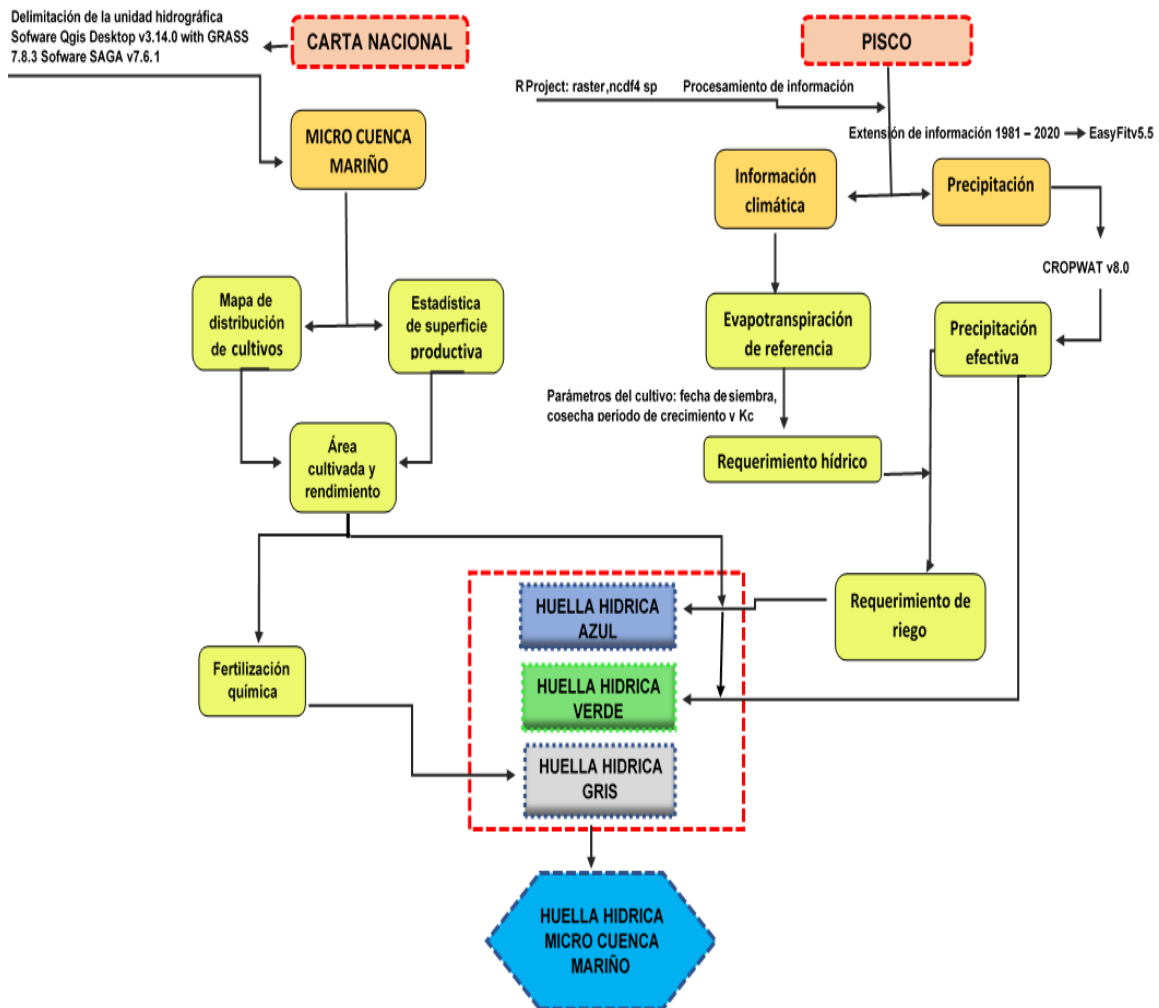 Delimitación de la unidad hidrográfica
Sofware Qgis Desktop v3.14.0 with GRASS
7.8.3 Sofware SAGA v7.6.1
CARTA NACIONAL
PISCO
R Project: raster,ncdf4 sp
Procesamiento de información
MICRO CUENCA
MARIÑO
Extensión de información 1981 – 2020
EasyFitv5.5
Información
climática
Precipitación
CROPWAT v8.0
Mapa de
distribución
de cultivos
Estadística
de superficie
productiva
Evapotranspiración
de referencia
Precipitación
efectiva
Parámetros del cultivo: fecha de siembra,
cosecha periodo de crecimiento y Kc
Área
cultivada y
rendimiento
Requerimiento hídrico
HUELLA HIDRICA
AZUL
Requerimiento de
riego
Fertilización
química
HUELLA HIDRICA
VERDE
HUELLA HIDRICA
GRIS
HUELLA HIDRICA
MICRO CUENCA
MARIÑO